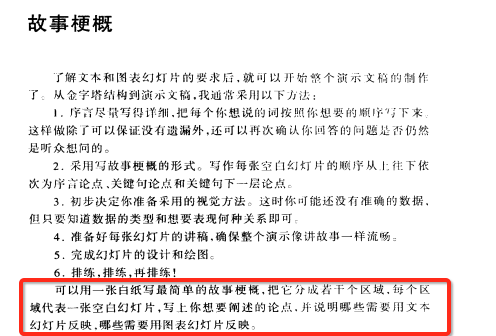 故事梗概
了解文本和图表幻灯片的要求后,就可以开始整个演示文稿的制作
了。从金字塔结构到演示文稿,我通常采用以下方法:
1. 序言尽量写得详细,把每个你想说的词按照你想要的顺序写下来。
这样做除了可以保证没有遗漏外,还可以再次确认你回答的问题是否仍然
是听众想问的。
2. 采用写故事梗概的形式。写作每张空白幻灯片的顺序从上往下依
次为序言论点、关键句论点和关键句下一层论点。
3. 初步决定你准备采用的视觉方法。这时你可能还没有准确的数据,
但只要知道数据的类型和想要表现何种关系即可。
4. 准备好每张幻灯片的讲稿,确保整个演示像讲故事一样流畅。
5. 完成幻灯片的设计和绘图。
6. 排练,排练,再排练!
可以用一张白纸写最简单的故事梗概,把它分成若干个区域,每个区
域代表一张空白幻灯片,写上你想要阐述的论点,并说明哪些需要用文本
幻灯片反映,哪些需要用图表幻灯片反映。